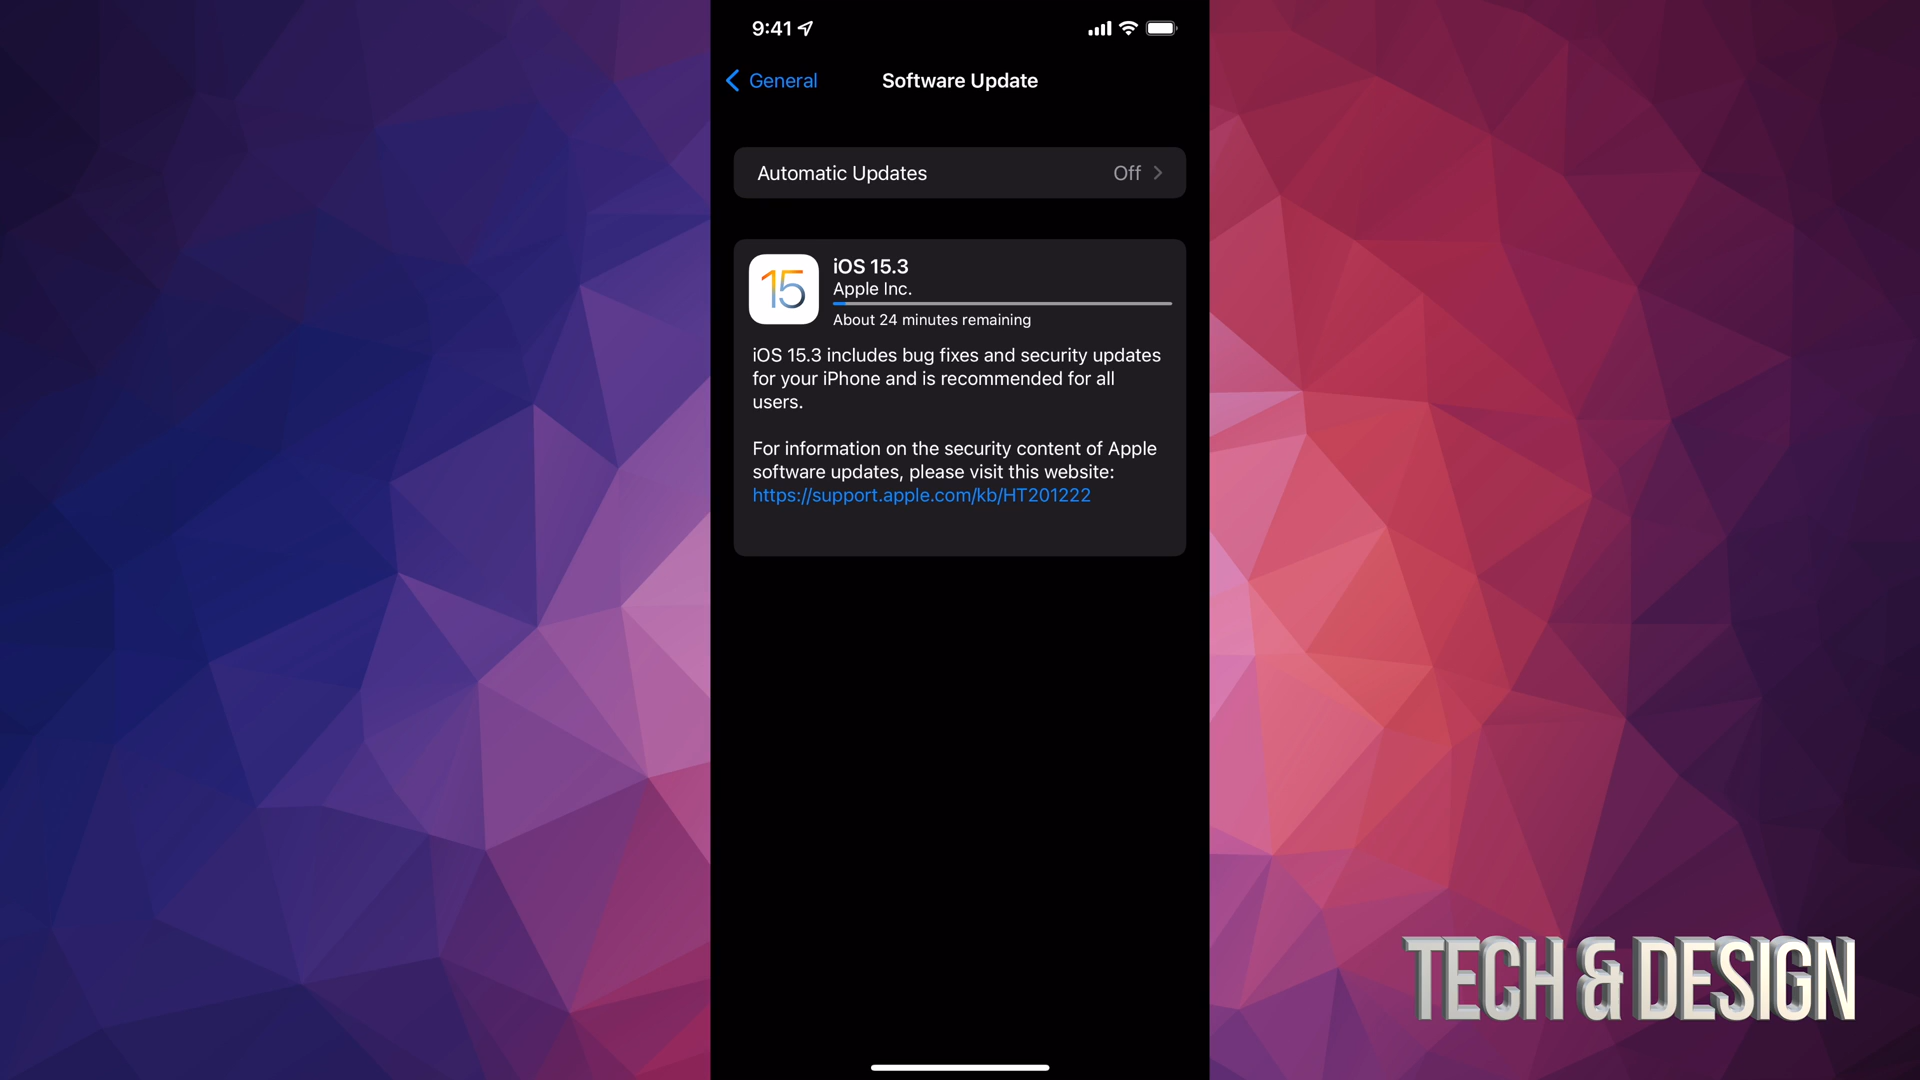 9:41
General
Software Update
Automatic Updates Off
15
iOS 15.3
Apple Inc.
About 24 minutes remaining
iOS 15.3 includes bug fixes and security updates
for your iPhone and is recommended for all
users.
For information on the security content of Apple
software updates, please visit this website:
https://support.apple.com/kb/HT201222
TECH & DESIGN